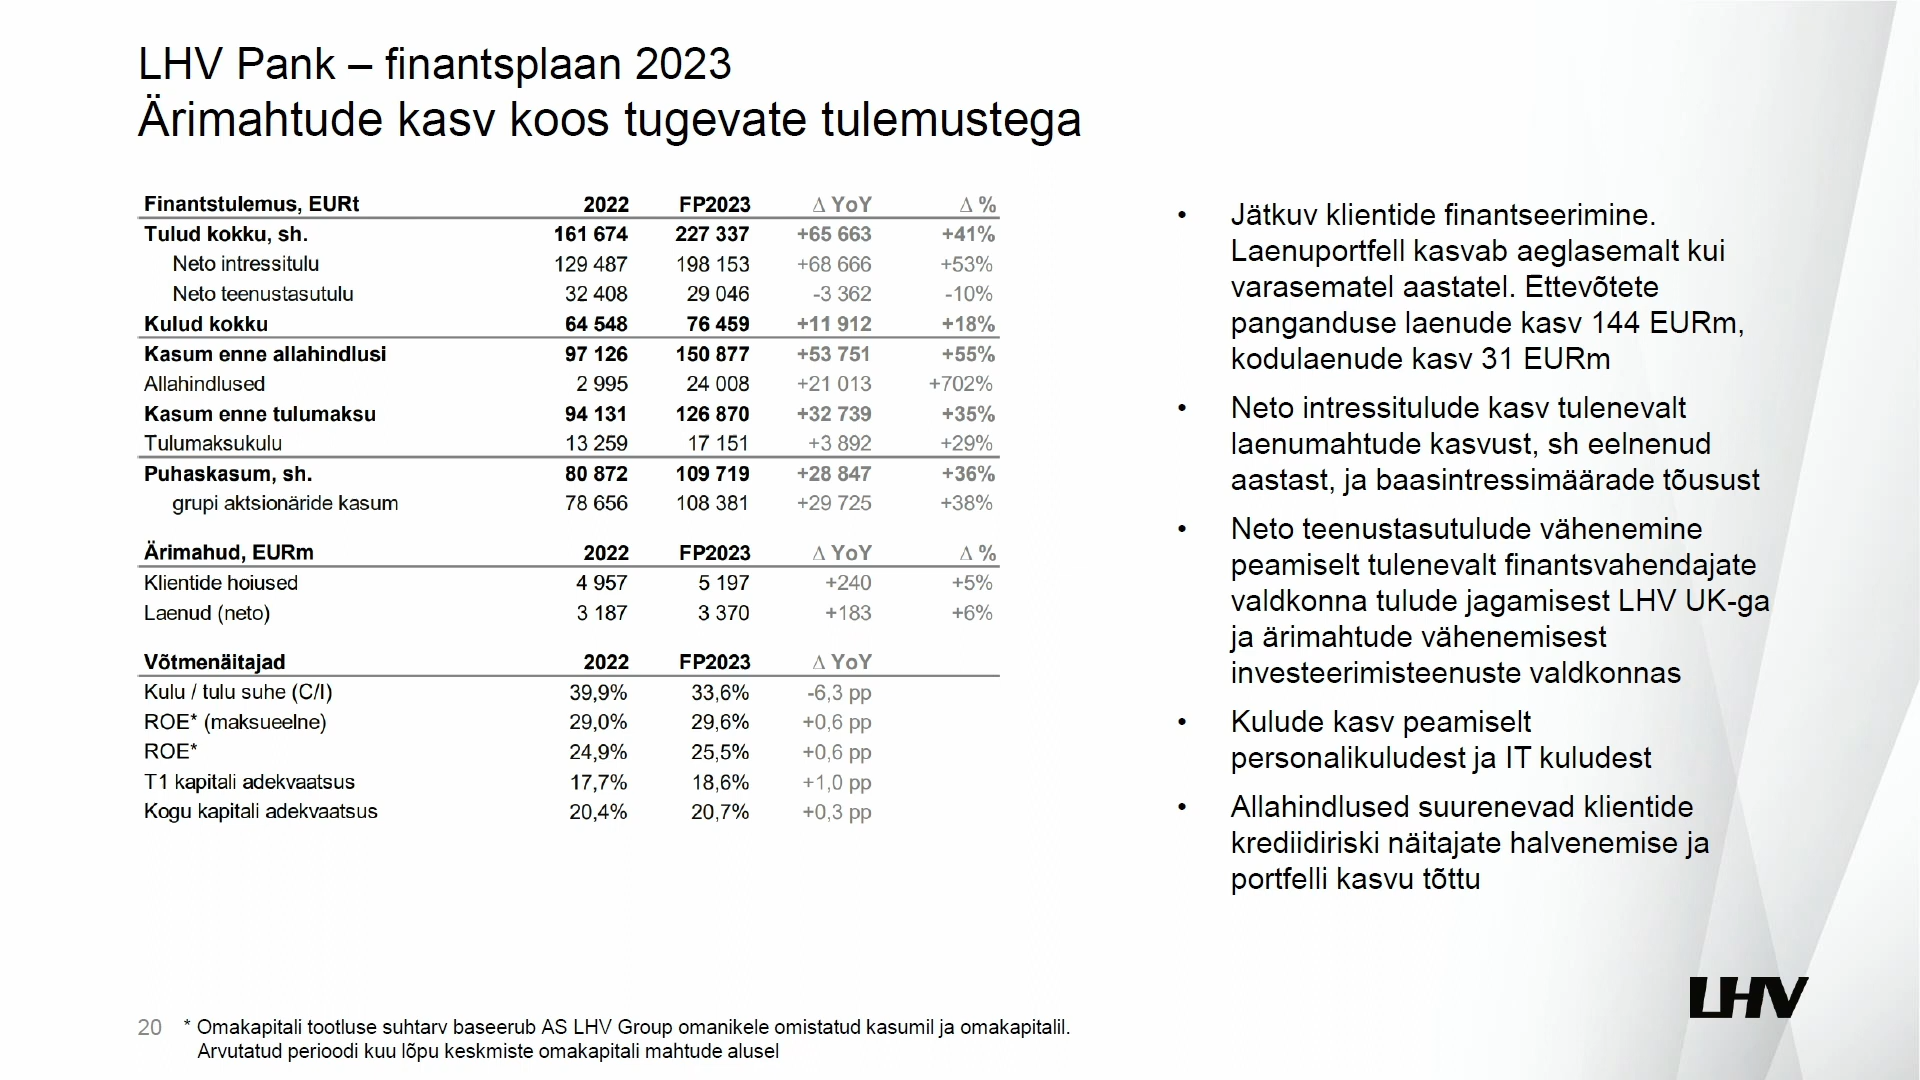 LHV Pank – finantsplaan 2023
Ärimahtude kasv koos tugevate tulemustega
Finantstulemus, EURt 2022 FP2023 Δ YoY Δ %
Tulud kokku, sh. 161 674 227 337 +65 663 +41%
Neto intressitulu 129 487 198 153 +68 666 +53%
Neto teenustasutulu 32 408 29 046 -3 362 -10%
Kulud kokku 64 548 76 459 +11 912 +18%
Kasum enne allahindlusi 97 126 150 877 +53 751 +55%
Allahindlused 2 995 24 008 +21 013 +702%
Kasum enne tulumaksu 94 131 126 870 +32 739 +35%
Tulumaksukulu 13 259 17 151 +3 892 +29%
Puhaskasum, sh. 80 872 109 719 +28 847 +36%
grupi aktsionäride kasum 78 656 108 381 +29 725 +38%
Ärimahud, EURm 2022 FP2023 Δ YoY Δ %
Klientide hoiused 4 957 5 197 +240 +5%
Laenud (neto) 3 187 3 370 +183 +6%
Võtmenäitajad 2022 FP2023 Δ YoY
Kulu / tulu suhe (C/I) 39,9% 33,6% -6,3 pp
ROE* (maksueelne) 29,0% 29,6% +0,6 pp
ROE* 24,9% 25,5% +0,6 pp
T1 kapitali adekvaatsus 17,7% 18,6% +1,0 pp
Kogu kapitali adekvaatsus 20,4% 20,7% +0,3 pp
• Jätkuv klientide finantseerimine.
Laenuportfell kasvab aeglasemalt kui
varasematel aastatel. Ettevõtete
panganduse laenude kasv 144 EURm,
kodulaenude kasv 31 EURm
• Neto intressitulude kasv tulenevalt
laenumahtude kasvust, sh eelnenud
aastast, ja baasintressimäärade tõusust
• Neto teenustasutulude vähenemine
peamiselt tulenevalt finantsvahendajate
valdkonna tulude jagamisest LHV UK-ga
ja ärimahtude vähenemisest
investeerimisteenuste valdkonnas
• Kulude kasv peamiselt
personalikuludest ja IT kuludest
• Allahindlused suurenevad klientide
krediidiriski näitajate halvenemise ja
portfelli kasvu tõttu
LHV
20 * Omakapitali tootluse suhtarv baseerub AS LHV Group omanikele omistatud kasumil ja omakapitalil.
Arvutatud perioodi kuu lõpu keskmiste omakapitali mahtude alusel